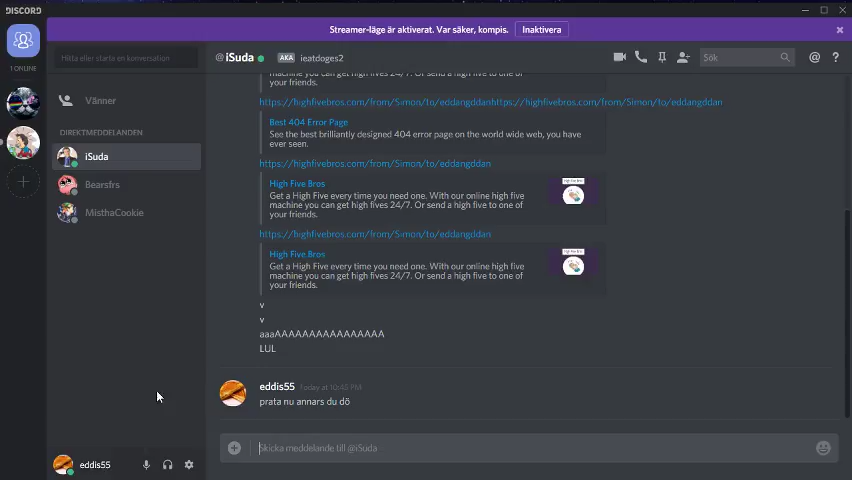 DISCORD
Streamer-läge är aktiverat. Var säker, kompis. Inaktivera
1 ONLINE
Hitta eller starta en konversation
Vänner
DIREKTMEDDELANDEN
iSuda
Bearsfrs
MisthaCookie
eddis55
@ iSuda AKA ieatdoges2
Sök
machine you can get high fives 24/7. Or send a high five to one of
your friends.
https://highfivebros.com/from/Simon/to/eddangddanhttps://highfivebros.com/from/Simon/to/eddangddan
Best 404 Error Page
See the best brilliantly designed 404 error page on the world wide web, you have
ever seen.
https://highfivebros.com/from/Simon/to/eddangddan
High Five Bros
Get a High Five every time you need one. With our online high five
machine you can get high fives 24/7. Or send a high five to one of
your friends.
https://highfivebros.com/from/Simon/to/eddangddan
High Five Bros
Get a High Five every time you need one. With our online high five
machine you can get high fives 24/7. Or send a high five to one of
your friends.
v
v
aaaAAAAAAAAAAAAAAAA
LUL
eddis55 Today at 10:45 PM
prata nu annars du dö
Skicka meddelande till @iSuda